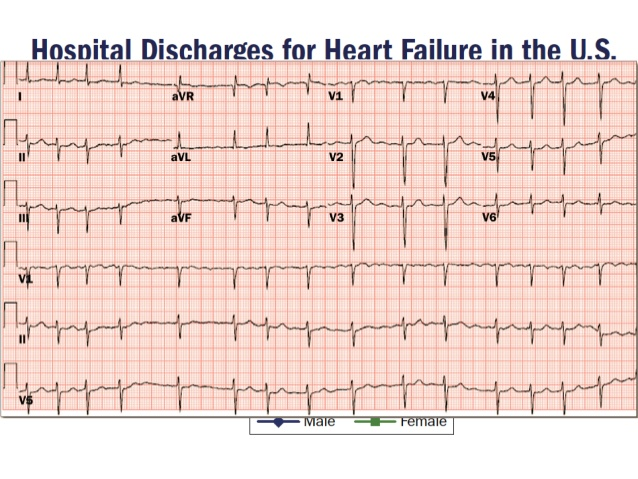 Hospital Discharges for Heart Failure in the U.S.
I aVR V1 V4
II aVL V2 V5
III aVF V3 V6
V1
II
V5
Male Female